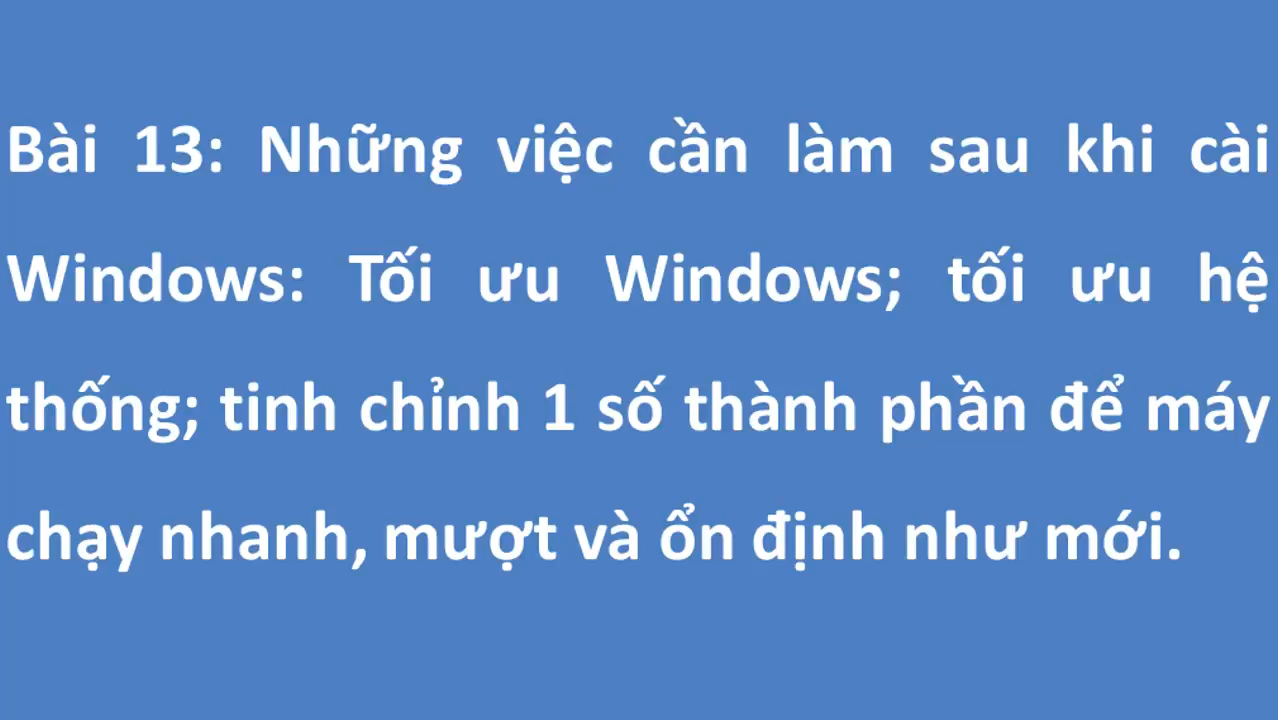 Bài 13: Những việc cần làm sau khi cài
Windows: Tối ưu Windows; tối ưu hệ
thống; tinh chỉnh 1 số thành phần để máy
chạy nhanh, mượt và ổn định như mới.